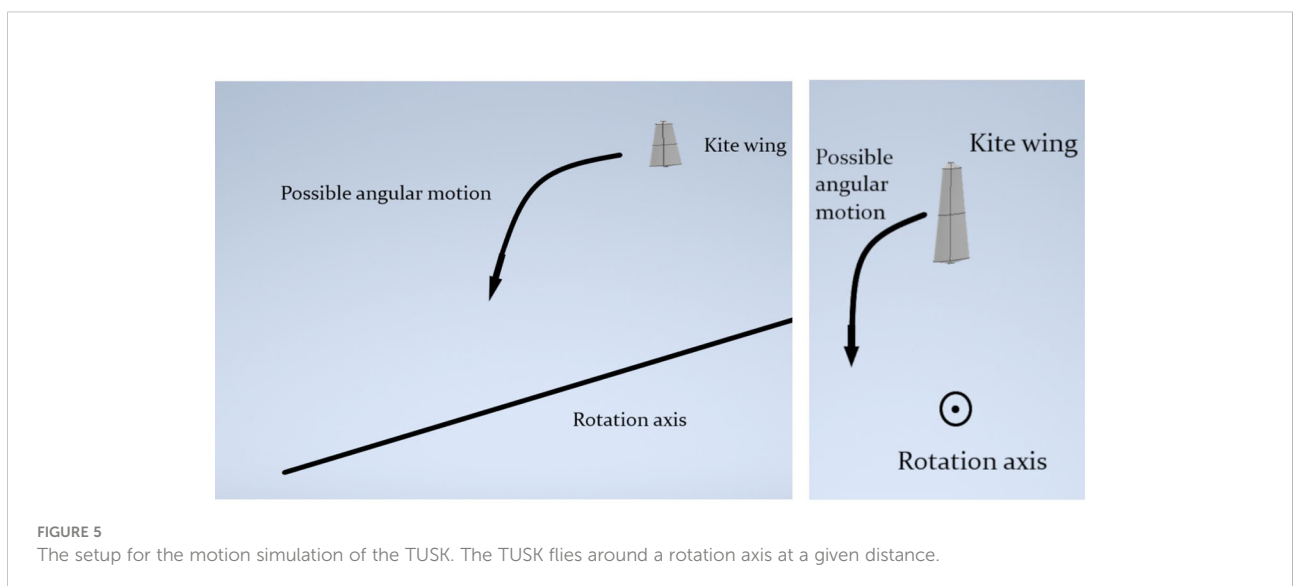 Kite wing
Possible angular motion
Rotation axis
Kite wing
Possible
angular
motion
Rotation axis
FIGURE 5
The setup for the motion simulation of the TUSK. The TUSK flies around a rotation axis at a given distance.